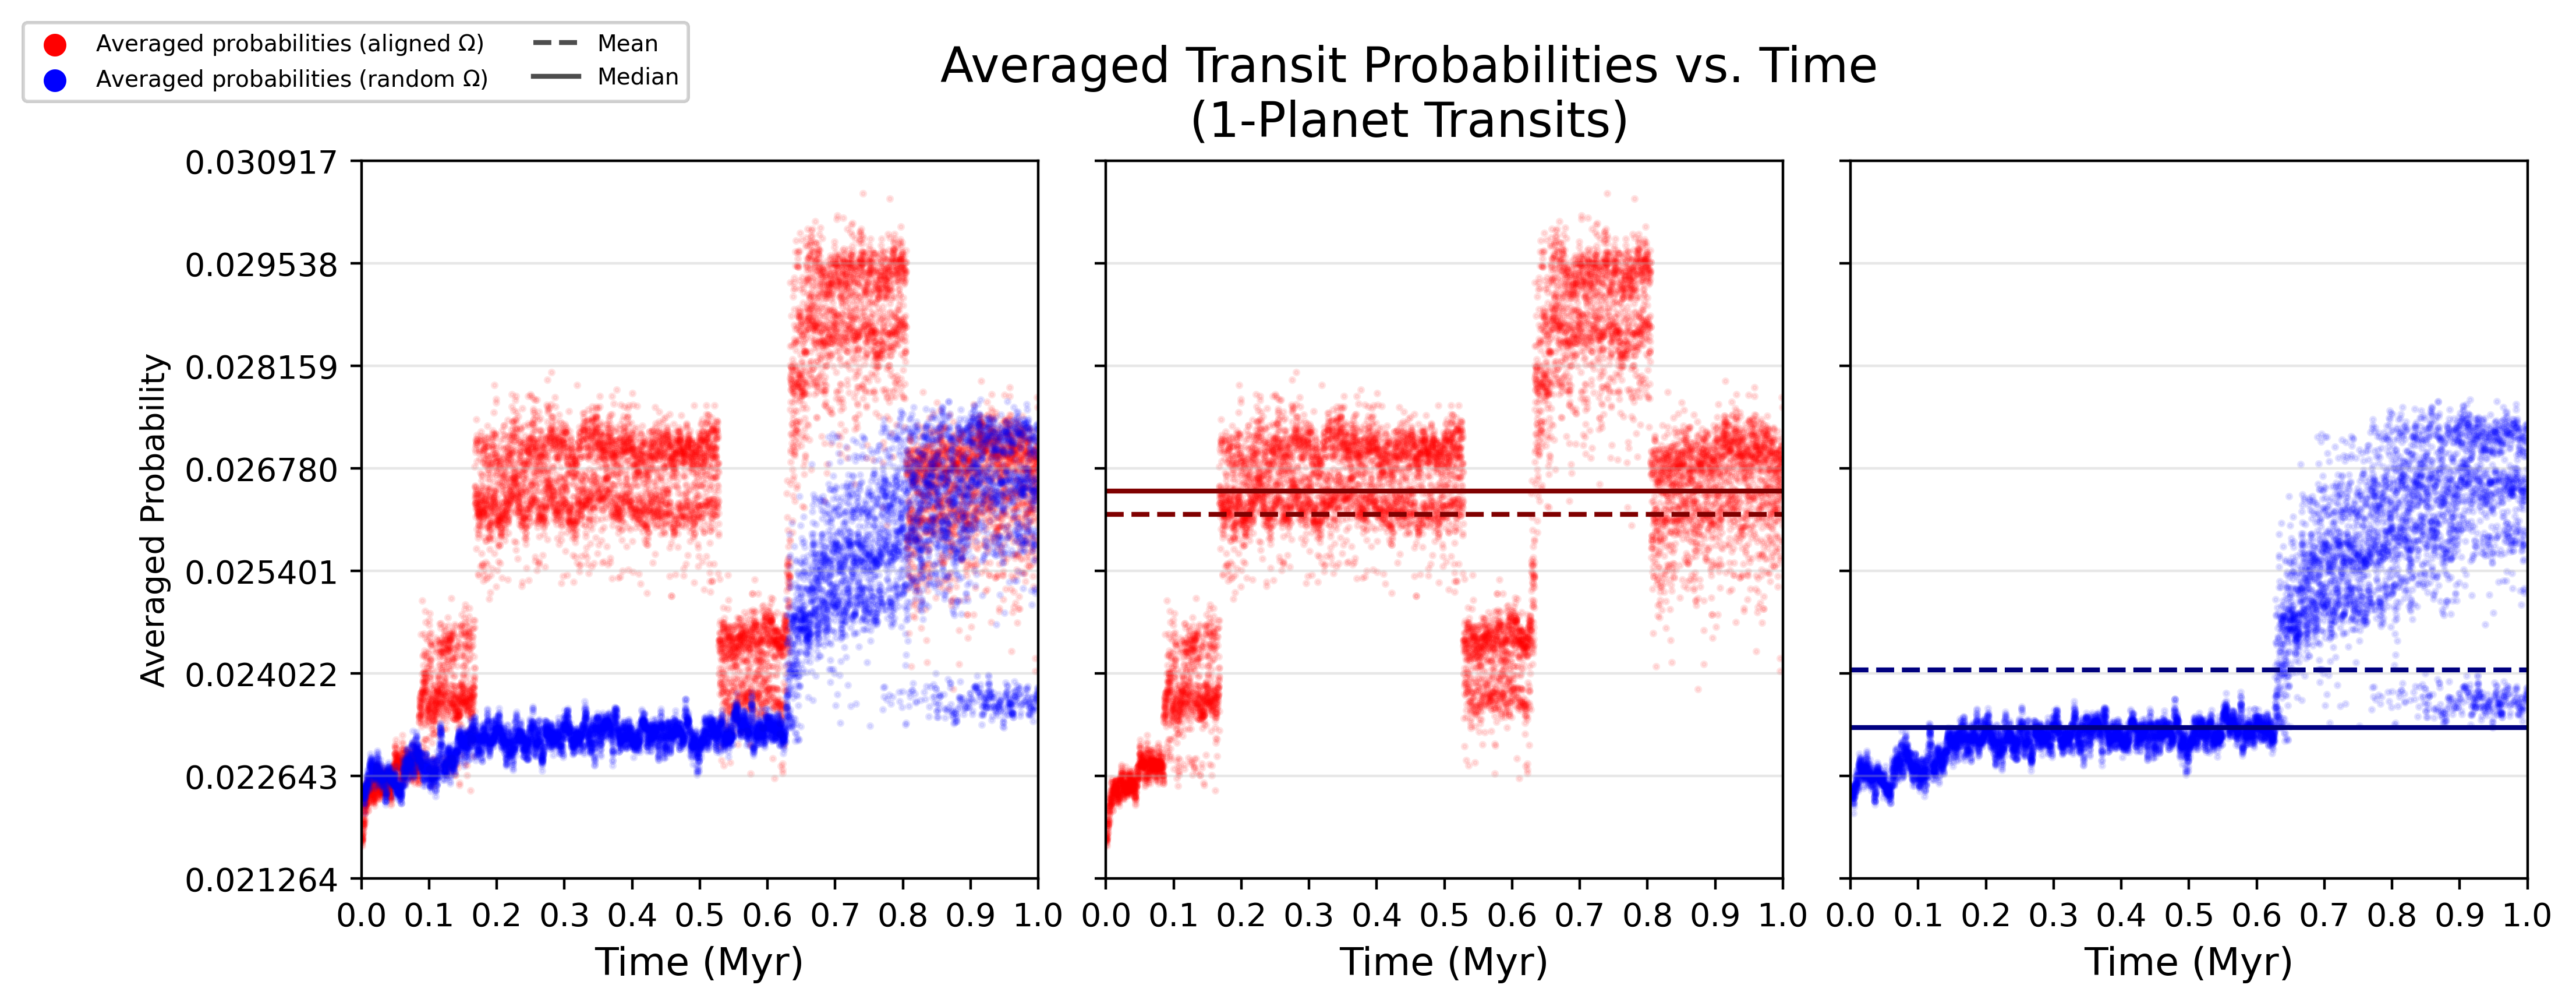 Averaged probabilities (aligned Ω)
Averaged probabilities (random Ω)
Mean
Median
Averaged Transit Probabilities vs. Time
(1-Planet Transits)
Averaged Probability
0.030917
0.029538
0.028159
0.026780
0.025401
0.024022
0.022643
0.021264
0.0 0.1 0.2 0.3 0.4 0.5 0.6 0.7 0.8 0.9 1.0
Time (Myr)
0.0 0.1 0.2 0.3 0.4 0.5 0.6 0.7 0.8 0.9 1.0
Time (Myr)
0.0 0.1 0.2 0.3 0.4 0.5 0.6 0.7 0.8 0.9 1.0
Time (Myr)